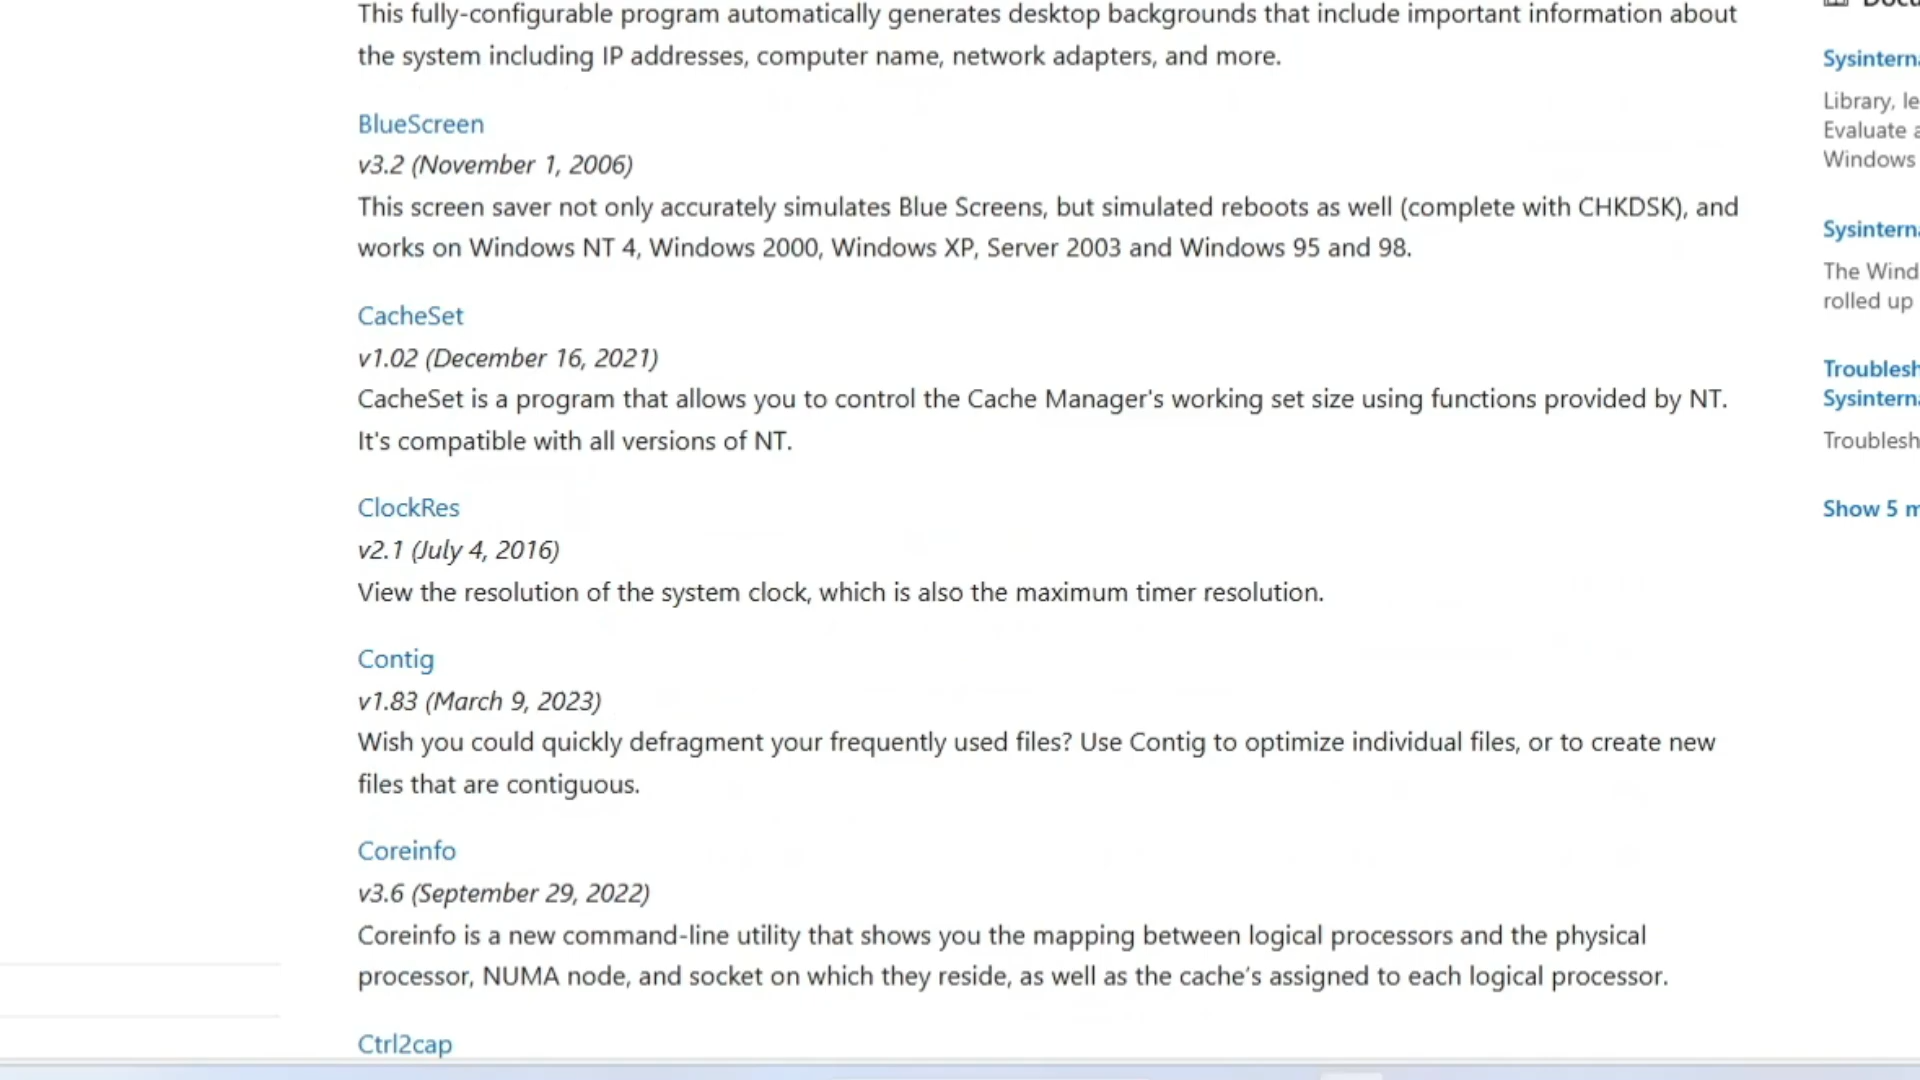 This fully-configurable program automatically generates desktop backgrounds that include important information about
the system including IP addresses, computer name, network adapters, and more.
BlueScreen
v3.2 (November 1, 2006)
This screen saver not only accurately simulates Blue Screens, but simulated reboots as well (complete with CHKDSK), and
works on Windows NT 4, Windows 2000, Windows XP, Server 2003 and Windows 95 and 98.
CacheSet
v1.02 (December 16, 2021)
CacheSet is a program that allows you to control the Cache Manager's working set size using functions provided by NT.
It's compatible with all versions of NT.
ClockRes
v2.1 (July 4, 2016)
View the resolution of the system clock, which is also the maximum timer resolution.
Contig
v1.83 (March 9, 2023)
Wish you could quickly defragment your frequently used files? Use Contig to optimize individual files, or to create new
files that are contiguous.
Coreinfo
v3.6 (September 29, 2022)
Coreinfo is a new command-line utility that shows you the mapping between logical processors and the physical
processor, NUMA node, and socket on which they reside, as well as the cache’s assigned to each logical processor.
Ctrl2cap
Sysintern
Library, le
Evaluate
Windows
Sysintern
The Wind
rolled up
Troublesh
Sysintern
Troublesh
Show 5